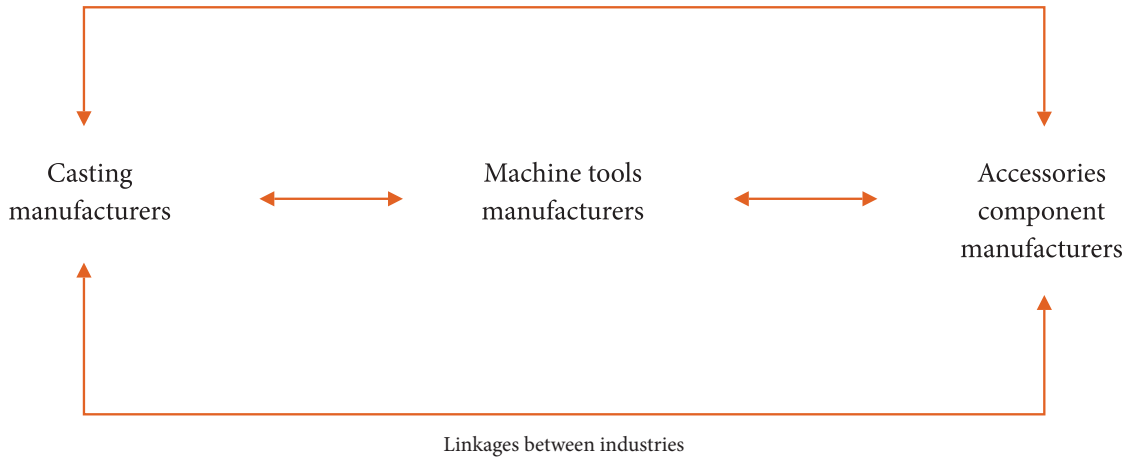 Casting
manufacturers
Machine tools
manufacturers
Accessories
component
manufacturers
Linkages between industries